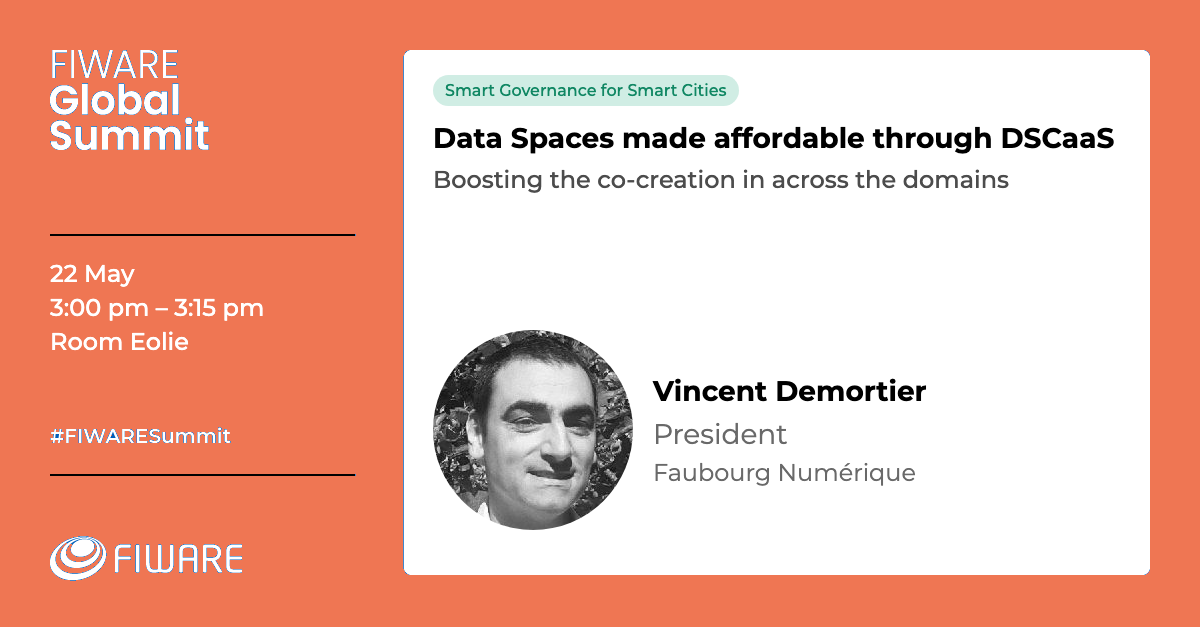 FIWARE
Global
Summit
22 May
3:00 pm – 3:15 pm
Room Eolie
#FIWARESummit
FIWARE
Smart Governance for Smart Cities
Data Spaces made affordable through DSCaaS
Boosting the co-creation in across the domains
Vincent Demortier
President
Faubourg Numérique